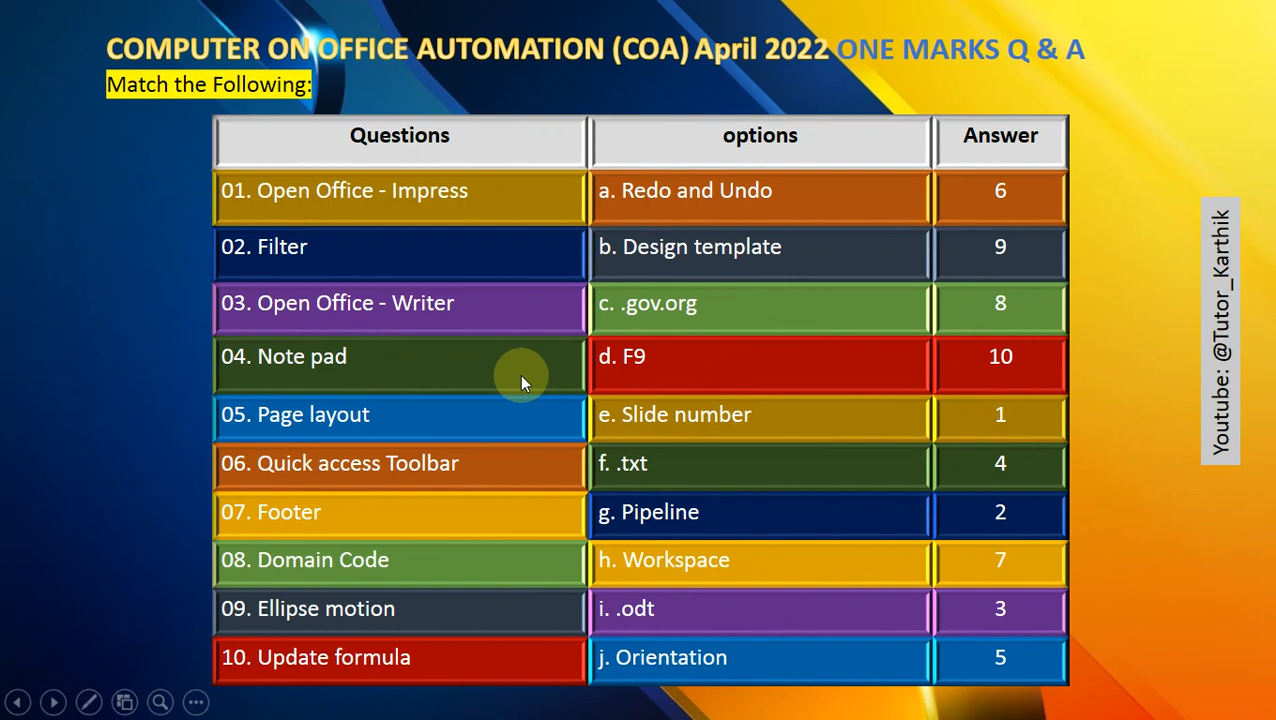 COMPUTER ON OFFICE AUTOMATION (COA) April 2022 ONE MARKS Q & A
Match the Following:
Questions options Answer
01. Open Office - Impress a. Redo and Undo 6
02. Filter b. Design template 9
03. Open Office - Writer c. .gov.org 8
04. Note pad d. F9 10
05. Page layout e. Slide number 1
06. Quick access Toolbar f. .txt 4
07. Footer g. Pipeline 2
08. Domain Code h. Workspace 7
09. Ellipse motion i. .odt 3
10. Update formula j. Orientation 5
Youtube: @Tutor_Karthik